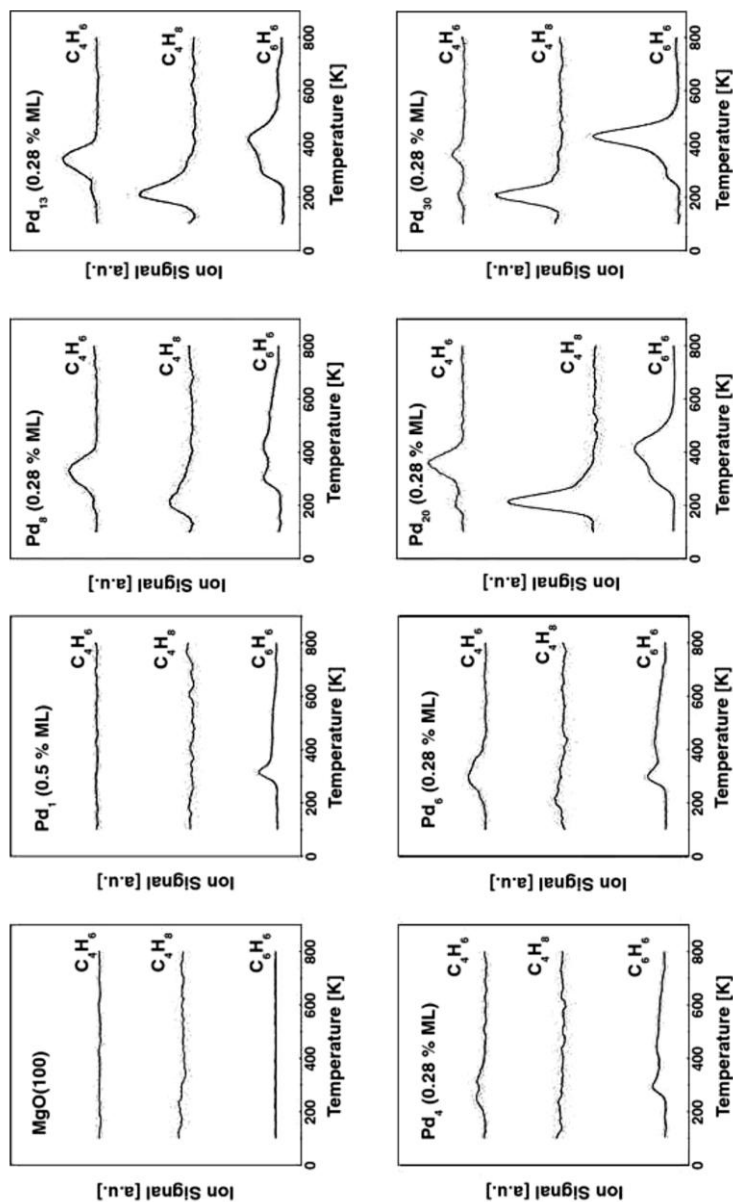 MgO(100)
C₄H₆
C₄H₈
C₆H₆
Ion Signal [a.u.]
0 200 400 600 800
Temperature [K]
Pd₁ (0.5 % ML)
C₄H₆
C₄H₈
C₆H₆
Ion Signal [a.u.]
0 200 400 600 800
Temperature [K]
Pd₈ (0.28 % ML)
C₄H₆
C₄H₈
C₆H₆
Ion Signal [a.u.]
0 200 400 600 800
Temperature [K]
Pd₁₃ (0.28 % ML)
C₄H₆
C₄H₈
C₆H₆
Ion Signal [a.u.]
0 200 400 600 800
Temperature [K]
Pd₄ (0.28 % ML)
C₄H₆
C₄H₈
C₆H₆
Ion Signal [a.u.]
0 200 400 600 800
Temperature [K]
Pd₆ (0.28 % ML)
C₄H₆
C₄H₈
C₆H₆
Ion Signal [a.u.]
0 200 400 600 800
Temperature [K]
Pd₂₀ (0.28 % ML)
C₄H₆
C₄H₈
C₆H₆
Ion Signal [a.u.]
0 200 400 600 800
Temperature [K]
Pd₃₀ (0.28 % ML)
C₄H₆
C₄H₈
C₆H₆
Ion Signal [a.u.]
0 200 400 600 800
Temperature [K]